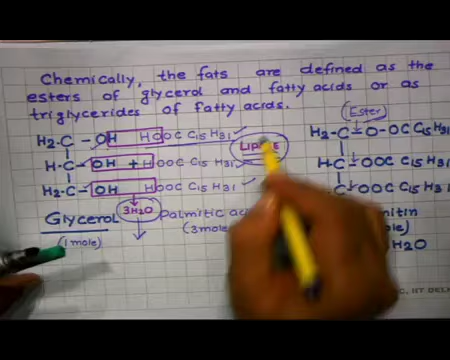 Chemically, the fats are defined as the
esters of glycerol and fatty acids or as
triglycerides of fatty acids.
Ester
H2-C - OH HOOC C15 H31
H2-C - O-OC C15 H31
H-C - OH + HOOC C15 H31
H-C - OOC C15 H31
H2-C - OH HOOC C15 H31
C OOC C15 H31
Glycerol
3H2O
Palmitic
(1 mole)
(3 mole
H2O